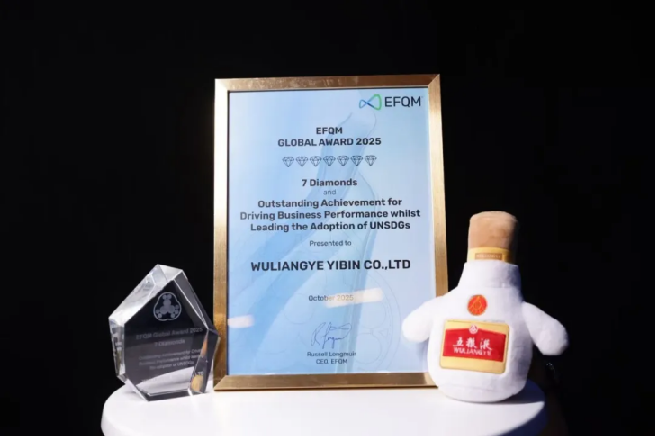 EFQM
EFQM
GLOBAL AWARD 2025
7 Diamonds
and
Outstanding Achievement for
Driving Business Performance whilst
Leading the Adoption of UNSDGs
Presented to
WULIANGYE YIBIN CO.,LTD
October 2025
Russell Longmuir
CEO, EFQM
EFQM Global Award 2025
五粮液
WULIANGYE